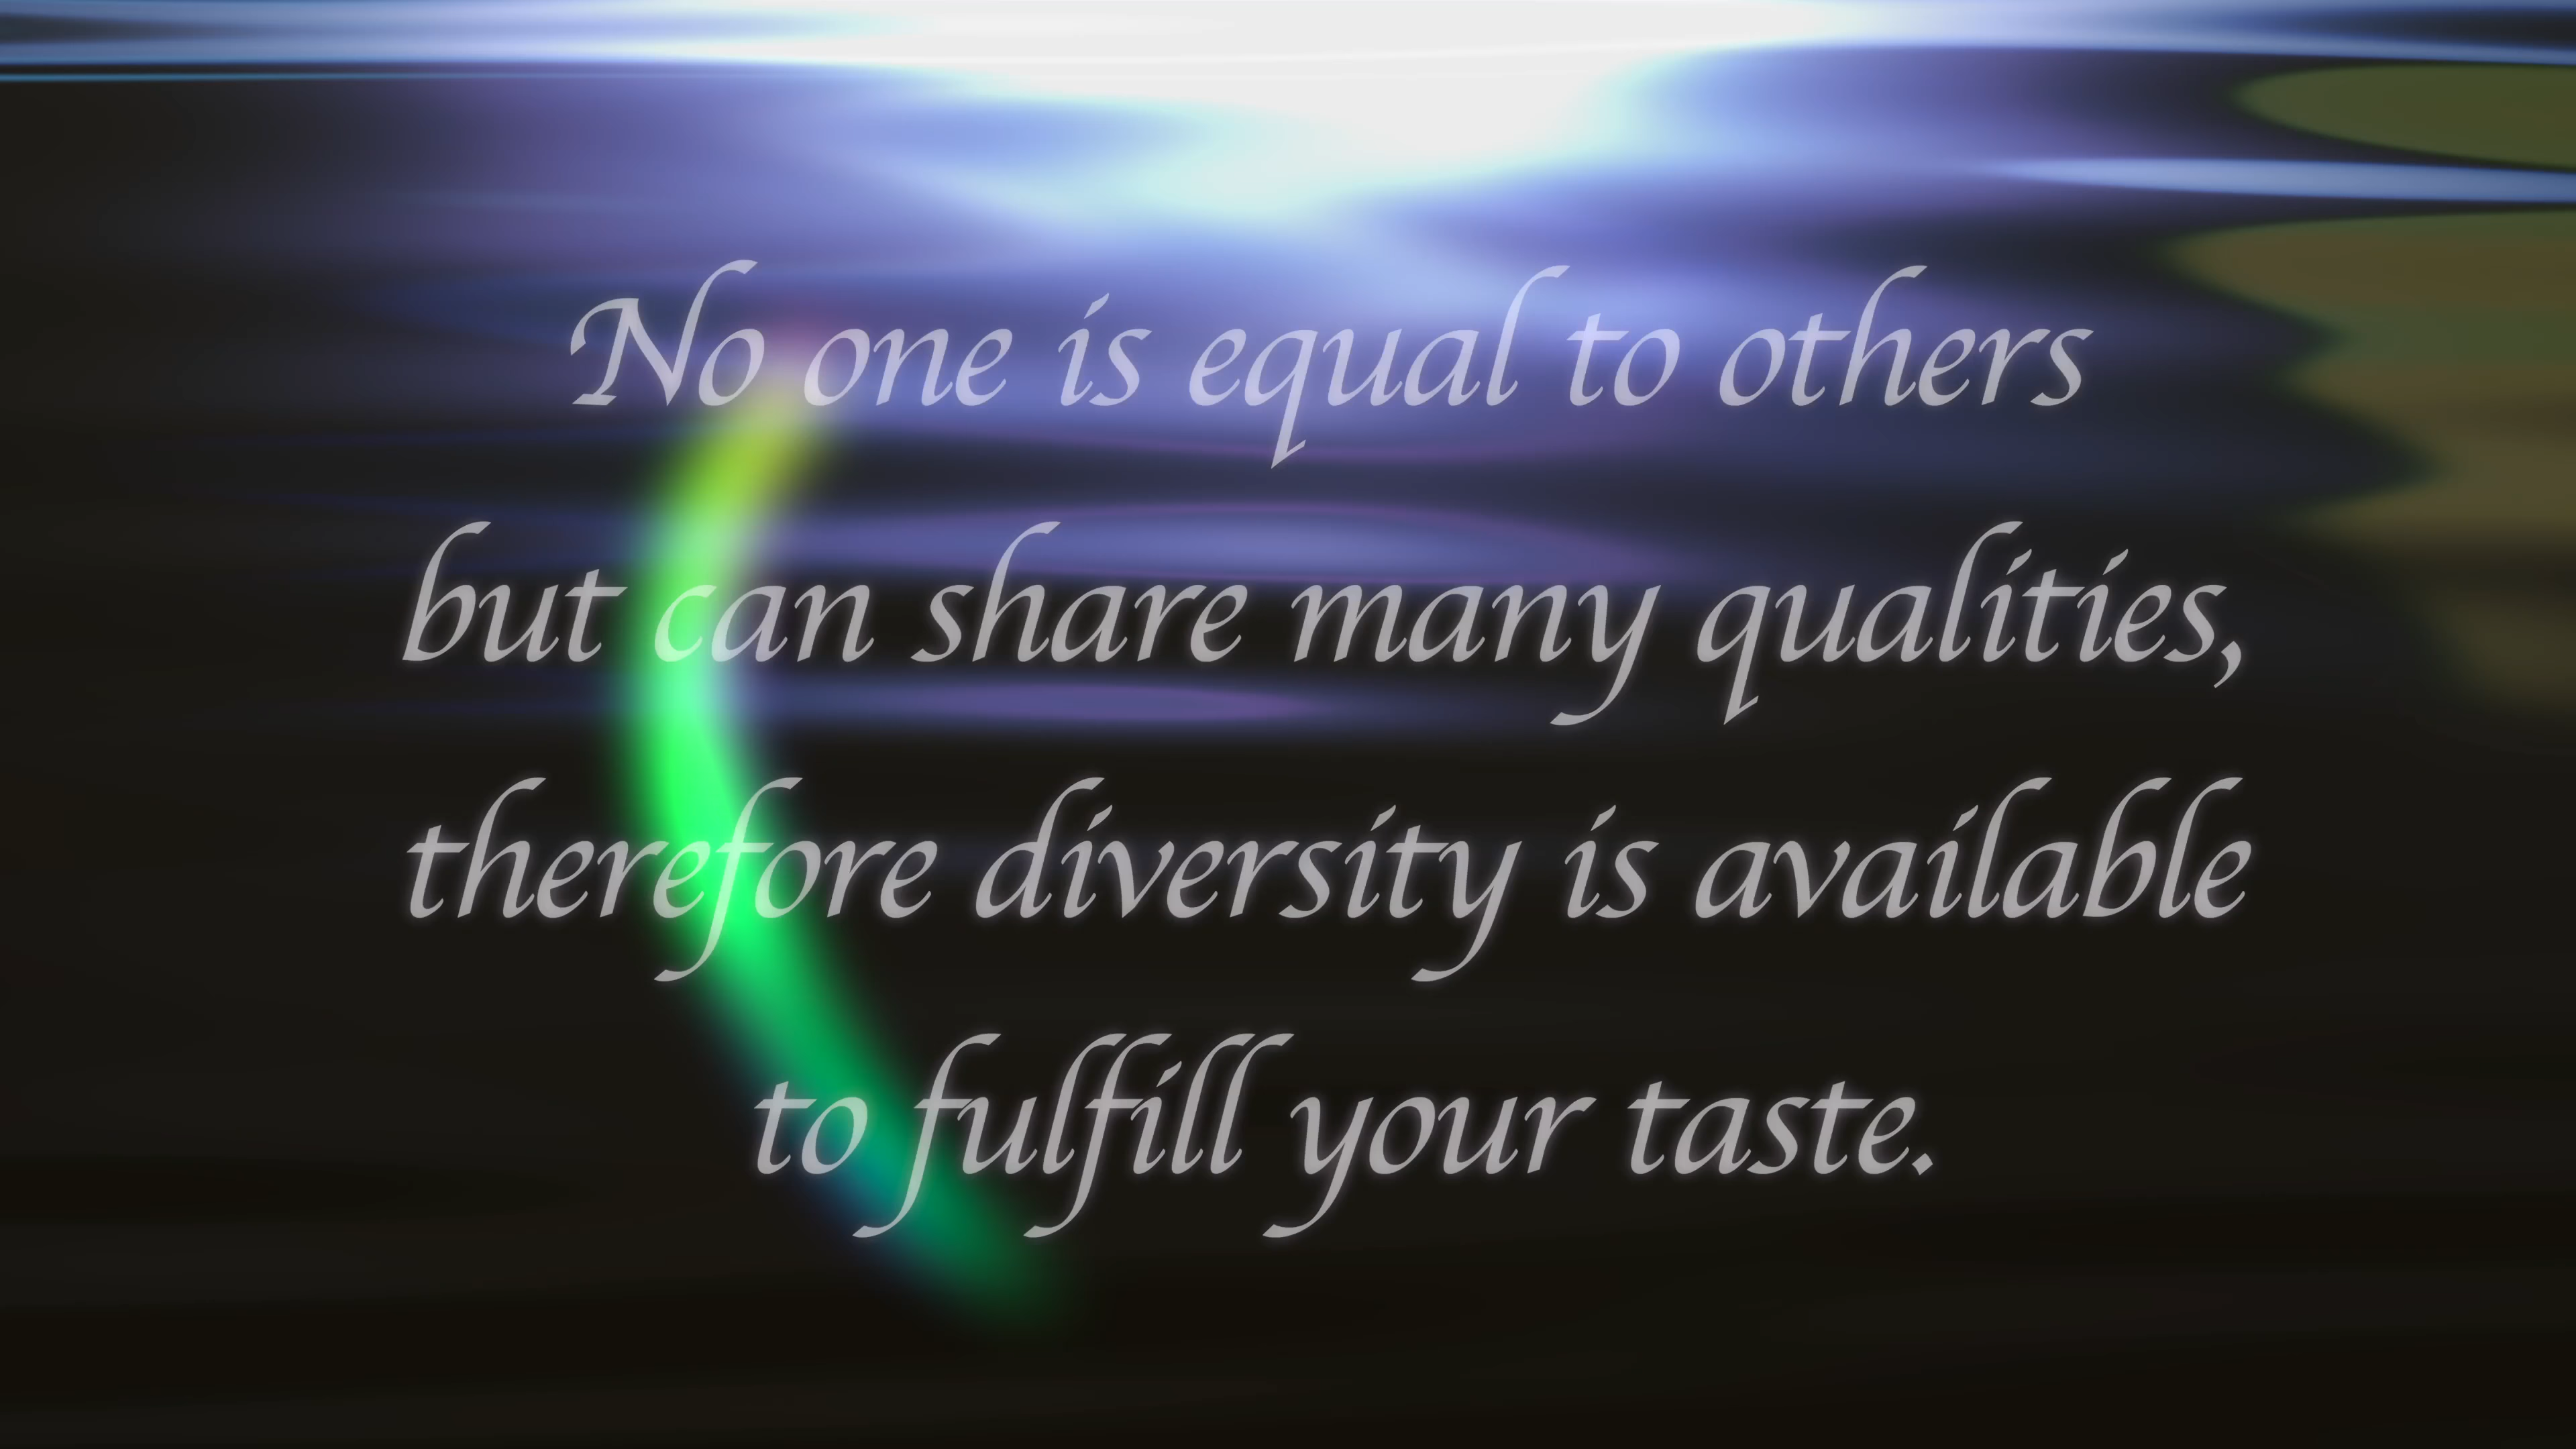 No one is equal to others
but can share many qualities,
therefore diversity is available
to fulfill your taste.